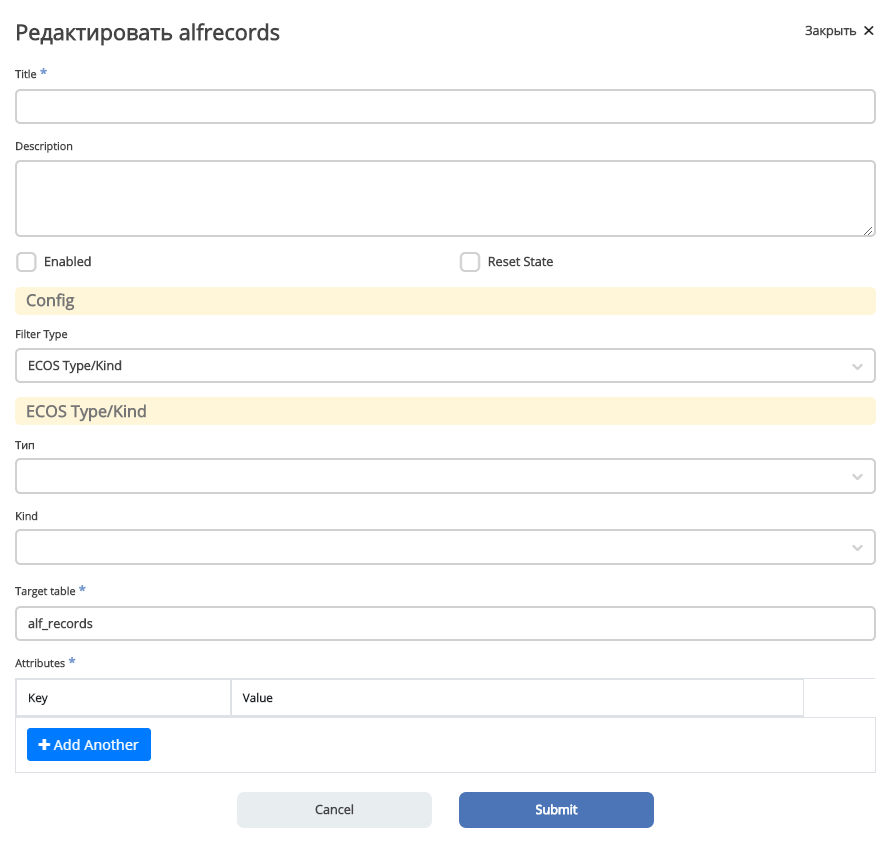 Редактировать alfrecords
Закрыть ✕
Title *
Description
Enabled
Reset State
Config
Filter Type
ECOS Type/Kind
ECOS Type/Kind
Тип
Kind
Target table *
alf_records
Attributes *
Key
Value
+ Add Another
Cancel
Submit